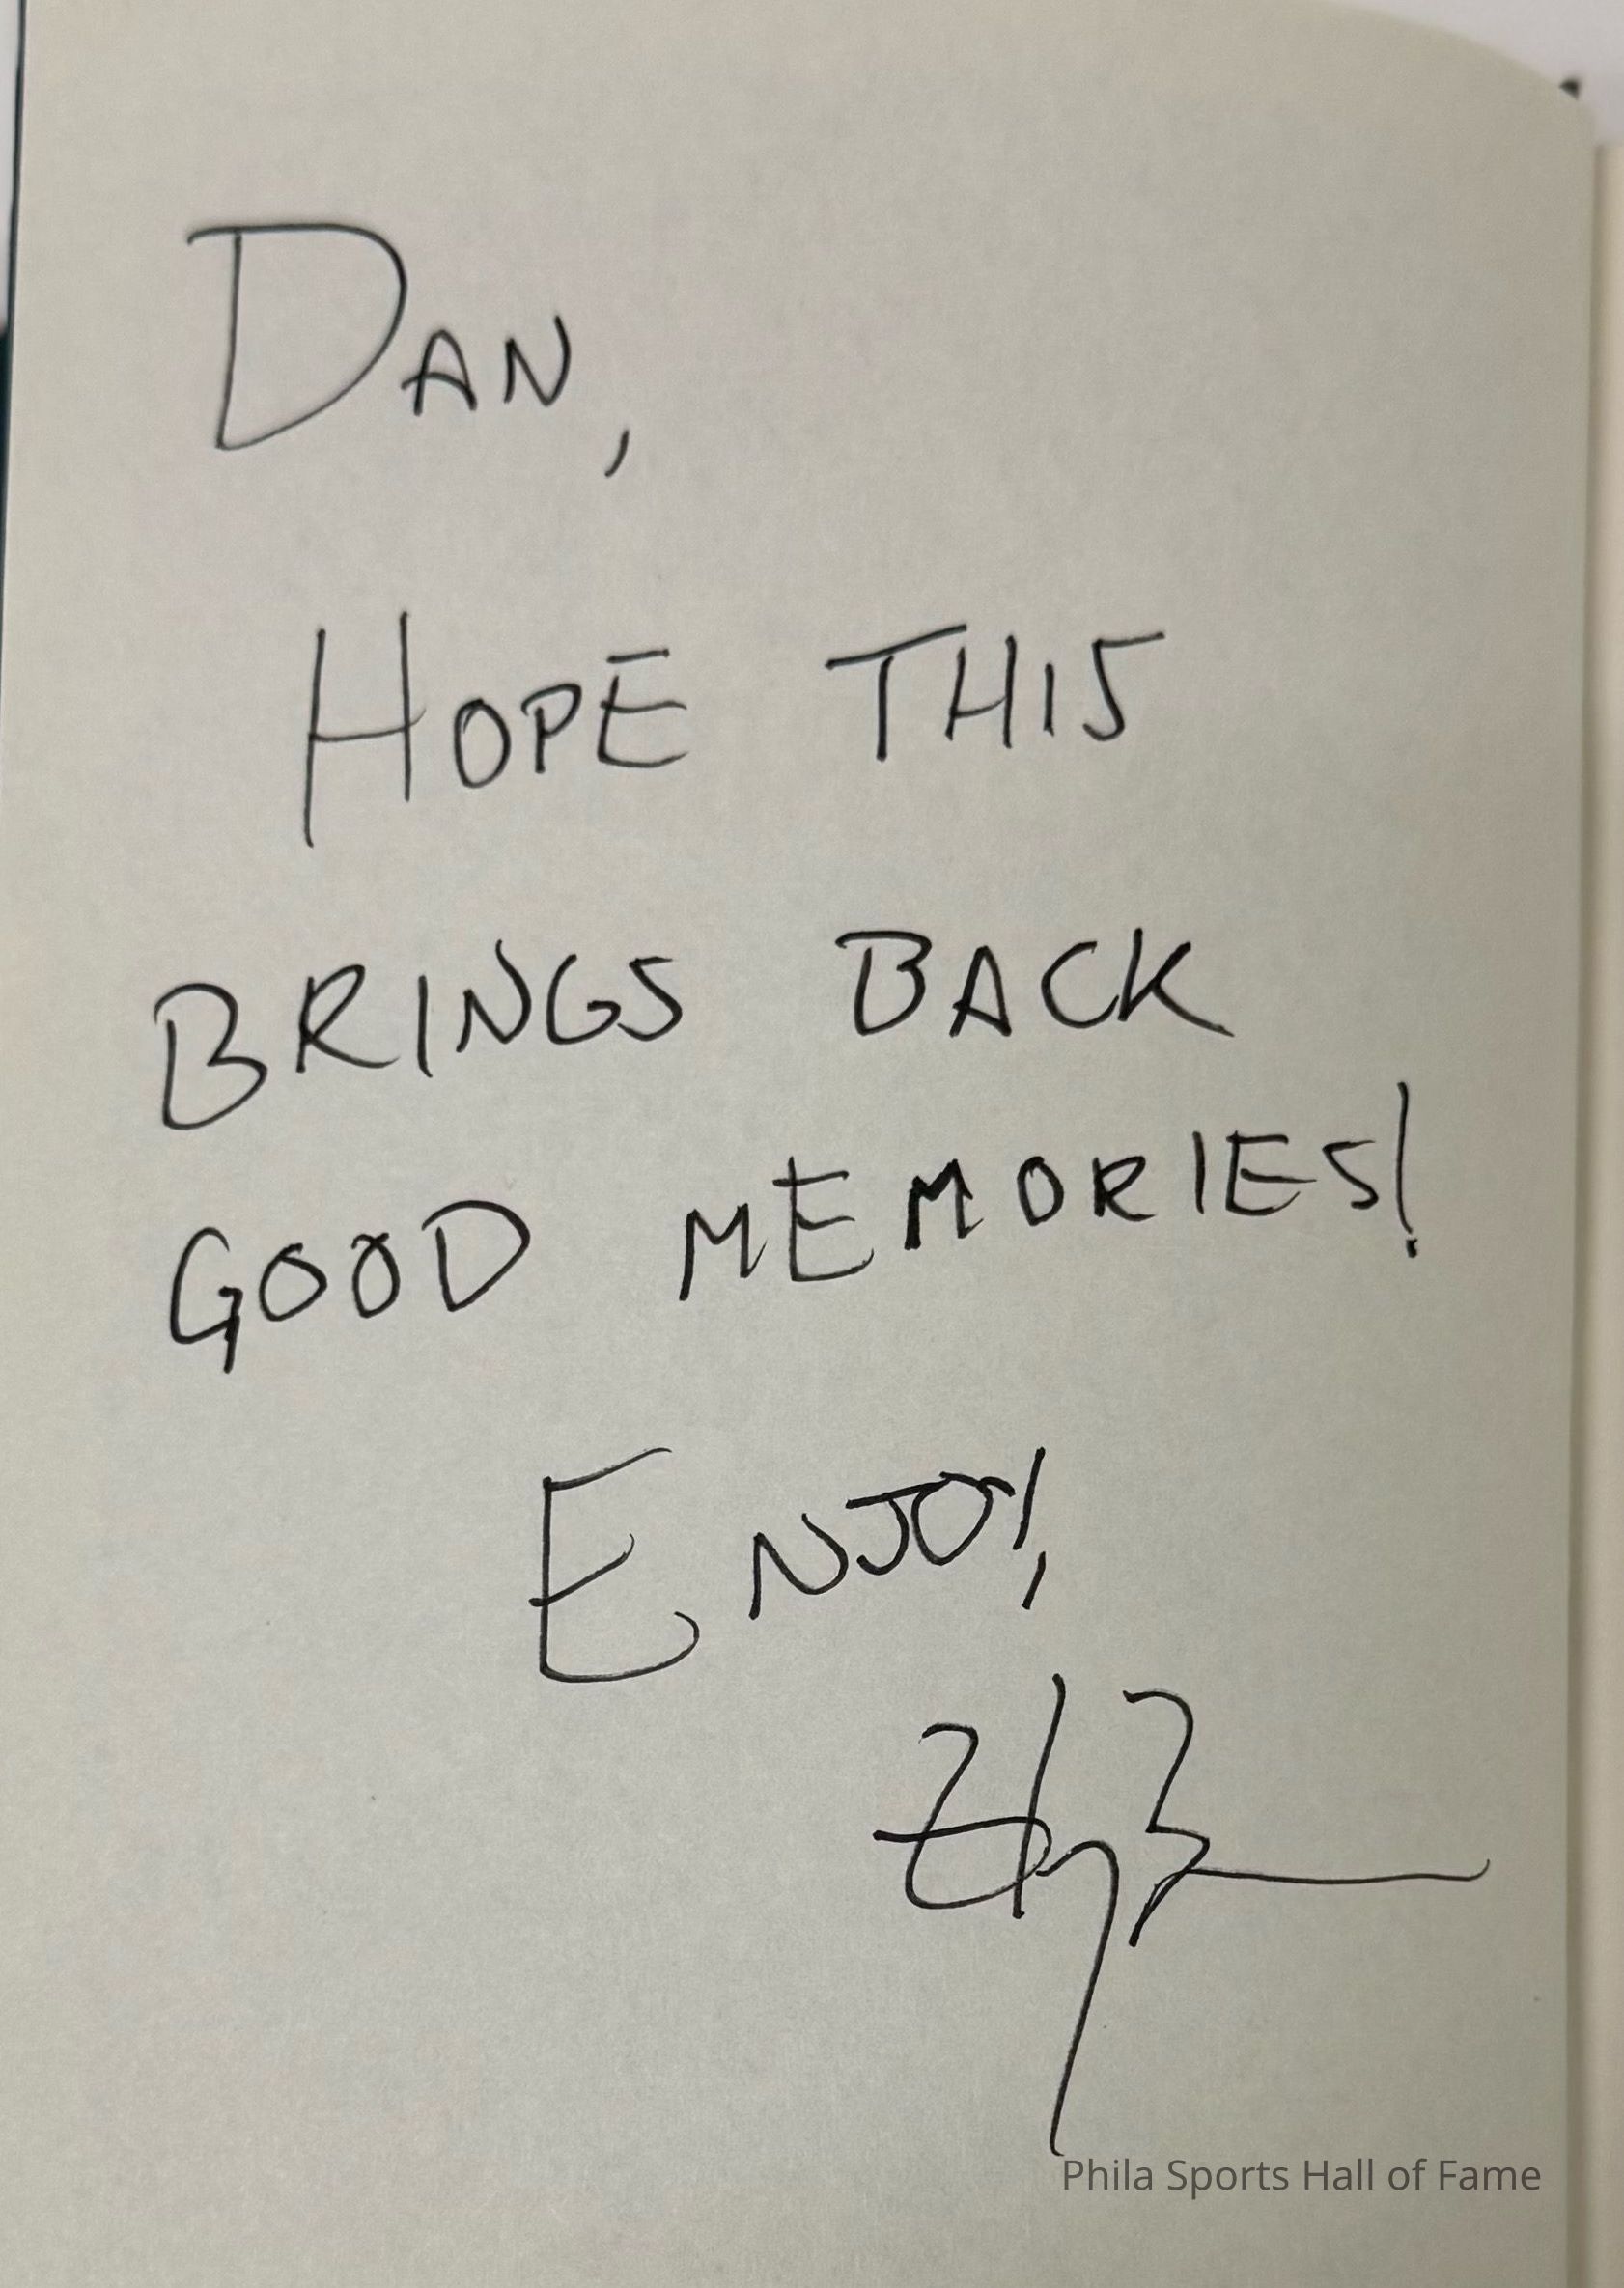 DAN,
HOPE THIS
BRINGS BACK
GOOD MEMORIES!
ENJOY,
Phila Sports Hall of Fame